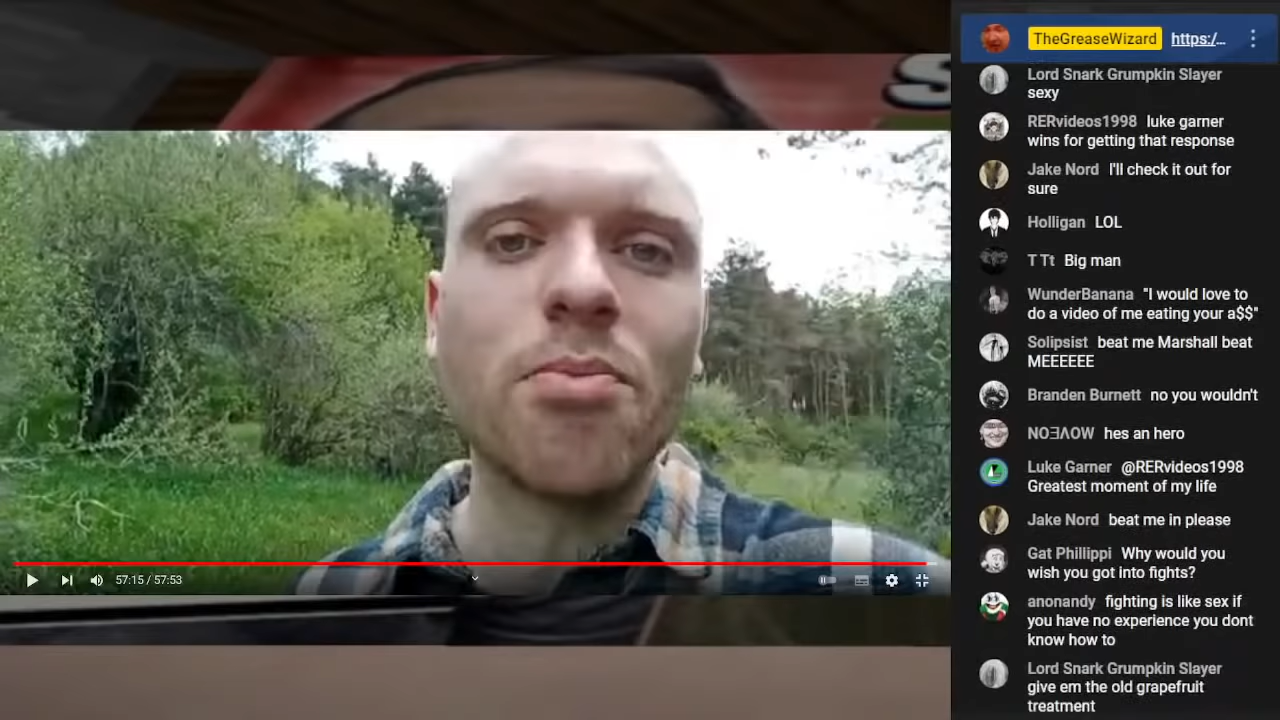 S
57:15 / 57:53
TheGreaseWizard https:/...
Lord Snark Grumpkin Slayer
sexy
RERvideos1998 luke garner
wins for getting that response
Jake Nord I'll check it out for
sure
Holligan LOL
T Tt Big man
WunderBanana "I would love to
do a video of me eating your a$$"
Solipsist beat me Marshall beat
MEEEEEE
Branden Burnett no you wouldn't
NOƎɅOW hes an hero
Luke Garner @RERvideos1998
Greatest moment of my life
Jake Nord beat me in please
Gat Phillippi Why would you
wish you got into fights?
anonandy fighting is like sex if
you have no experience you dont
know how to
Lord Snark Grumpkin Slayer
give em the old grapefruit
treatment